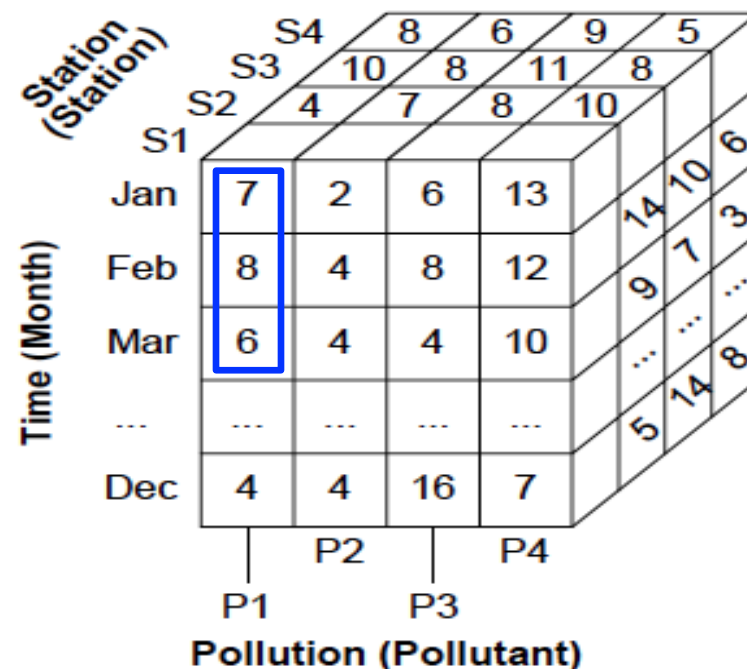 Station
(Station)
S4 8 6 9 5
S3 10 8 11 8
S2 4 7 8 10
S1
Jan 7 2 6 13
Feb 8 4 8 12
Mar 6 4 4 10
... ... ... ... ...
Dec 4 4 16 7
14 10 6
9 7 3
... ... ...
5 14 8
Time (Month)
P2 P4
P1 P3
Pollution (Pollutant)